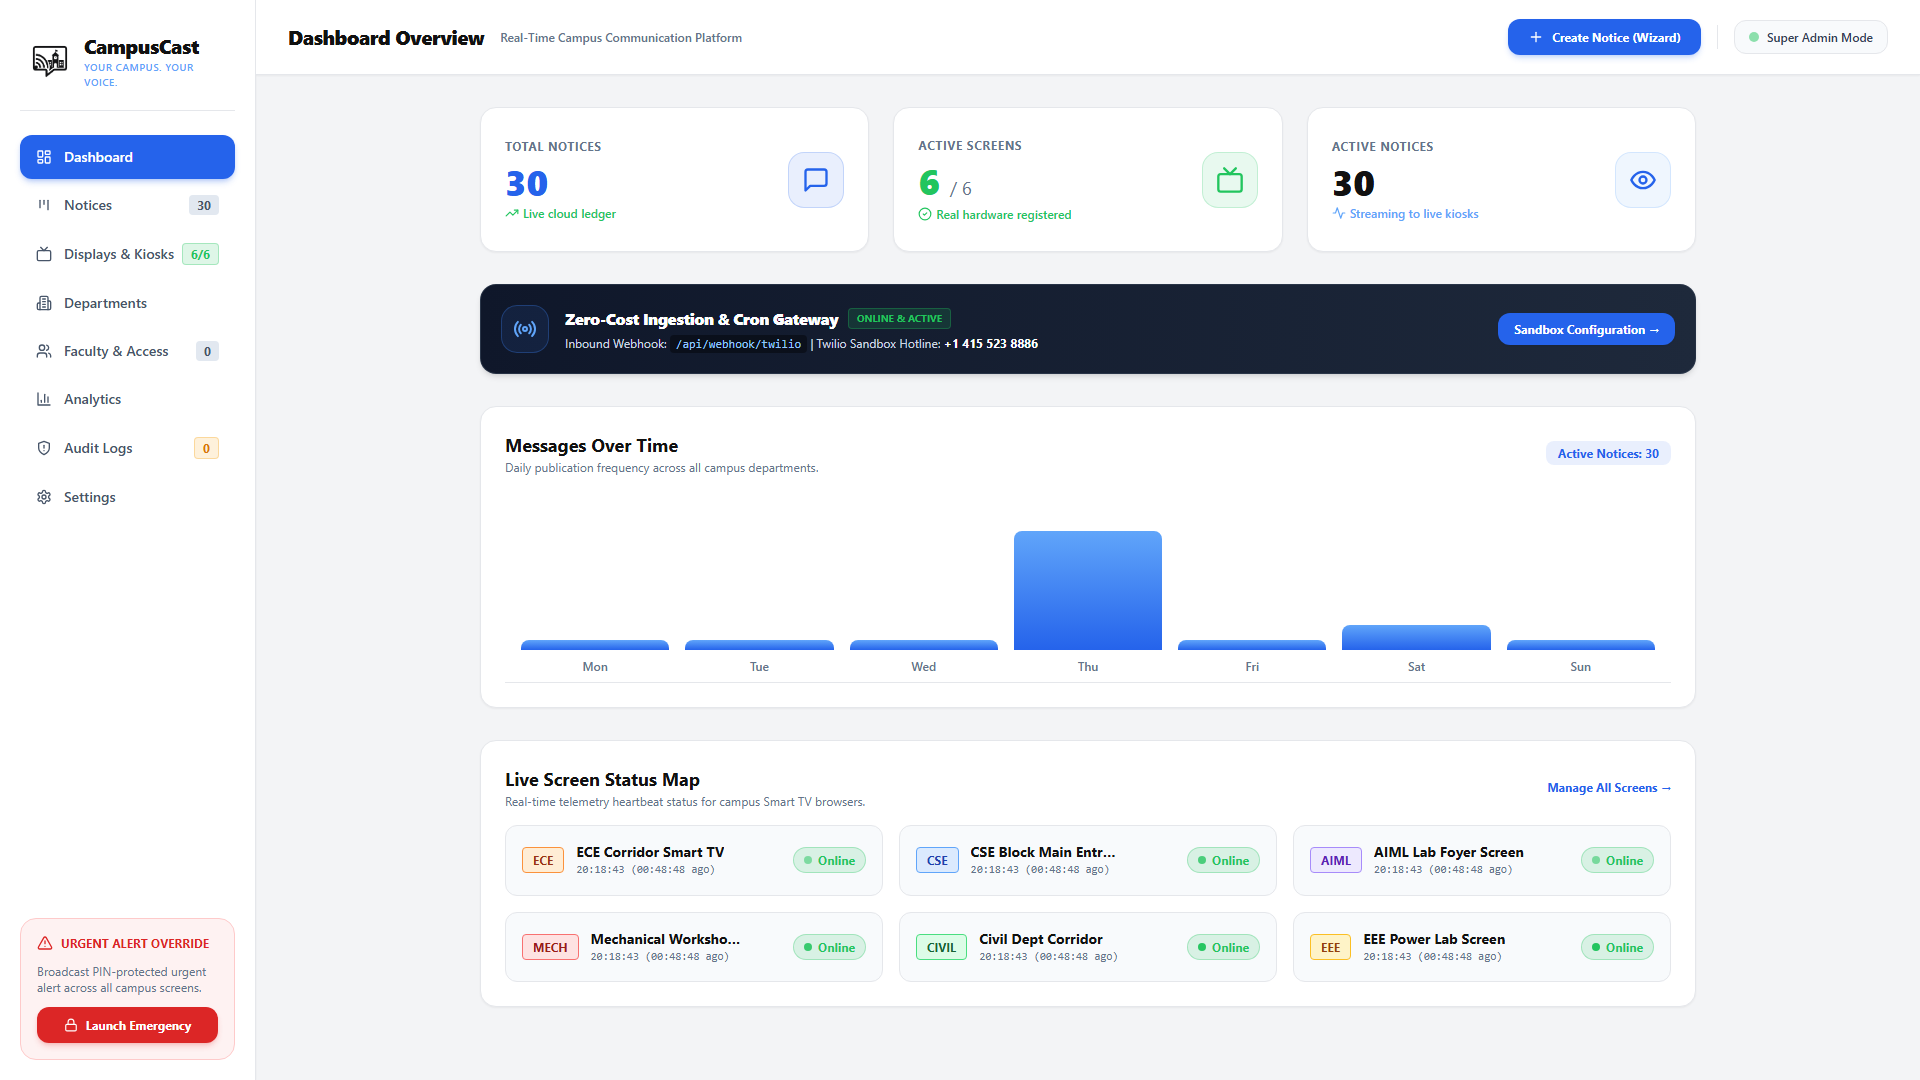 CampusCast
YOUR CAMPUS. YOUR
VOICE.
Dashboard
Notices 30
Displays & Kiosks 6/6
Departments
Faculty & Access 0
Analytics
Audit Logs 0
Settings
URGENT ALERT OVERRIDE
Broadcast PIN-protected urgent
alert across all campus screens.
Launch Emergency
Dashboard Overview Real-Time Campus Communication Platform
+ Create Notice (Wizard)
Super Admin Mode
TOTAL NOTICES
30
Live cloud ledger
ACTIVE SCREENS
6 / 6
Real hardware registered
ACTIVE NOTICES
30
Streaming to live kiosks
Zero-Cost Ingestion & Cron Gateway ONLINE & ACTIVE
Inbound Webhook: /api/webhook/twilio | Twilio Sandbox Hotline: +1 415 523 8886
Sandbox Configuration →
Messages Over Time
Daily publication frequency across all campus departments.
Active Notices: 30
Mon Tue Wed Thu Fri Sat Sun
Live Screen Status Map
Real-time telemetry heartbeat status for campus Smart TV browsers.
Manage All Screens →
ECE ECE Corridor Smart TV Online
20:18:43 (00:48:48 ago)
CSE CSE Block Main Entr... Online
20:18:43 (00:48:48 ago)
AIML AIML Lab Foyer Screen Online
20:18:43 (00:48:48 ago)
MECH Mechanical Worksho... Online
20:18:43 (00:48:48 ago)
CIVIL Civil Dept Corridor Online
20:18:43 (00:48:48 ago)
EEE EEE Power Lab Screen Online
20:18:43 (00:48:48 ago)